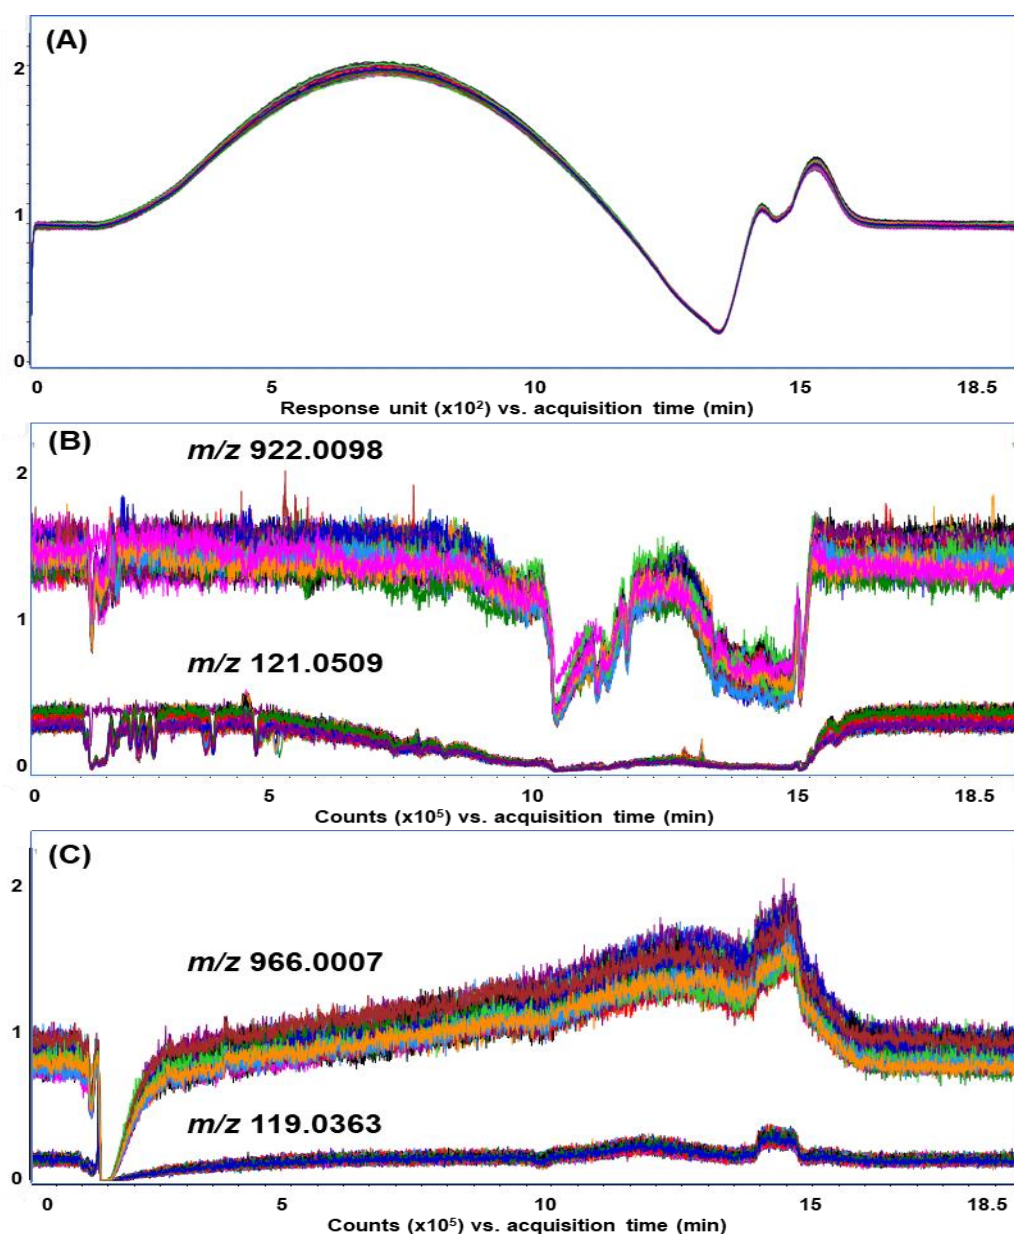 (A)
2
1
0
0 5 10 15 18.5
Response unit (x10²) vs. acquisition time (min)
(B)
m/z 922.0098
2
1
m/z 121.0509
0
0 5 10 15 18.5
Counts (x10⁵) vs. acquisition time (min)
(C)
2
m/z 966.0007
1
m/z 119.0363
0
0 5 10 15 18.5
Counts (x10⁵) vs. acquisition time (min)